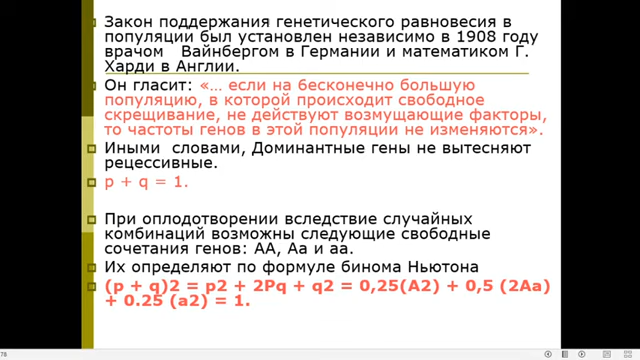 Закон поддержания генетического равновесия в
популяции был установлен независимо в 1908 году
врачом Вайнбергом в Германии и математиком Г.
Харди в Англии.
Он гласит: «… если на бесконечно большую
популяцию, в которой происходит свободное
скрещивание, не действуют возмущающие факторы,
то частоты генов в этой популяции не изменяются».
Иными словами, Доминантные гены не вытесняют
рецессивные.
p + q = 1.
При оплодотворении вследствие случайных
комбинаций возможны следующие свободные
сочетания генов: АА, Аа и аа.
Их определяют по формуле бинома Ньютона
(p + q)2 = p2 + 2Pq + q2 = 0,25(A2) + 0,5 (2Aa)
+ 0.25 (a2) = 1.
78